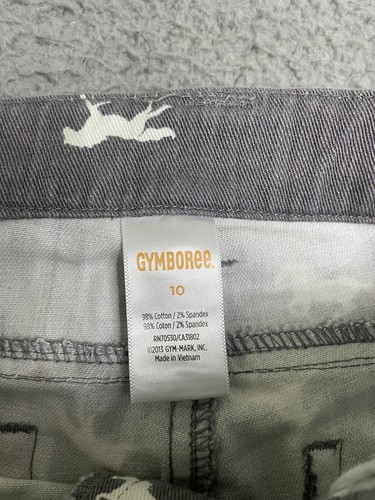 GYMBOREE
10
98% Cotton / 2% Spandex
98% Coton / 2% Spandex
RN70530/CA31802
©2013 GYM-MARK, INC.
Made in Vietnam